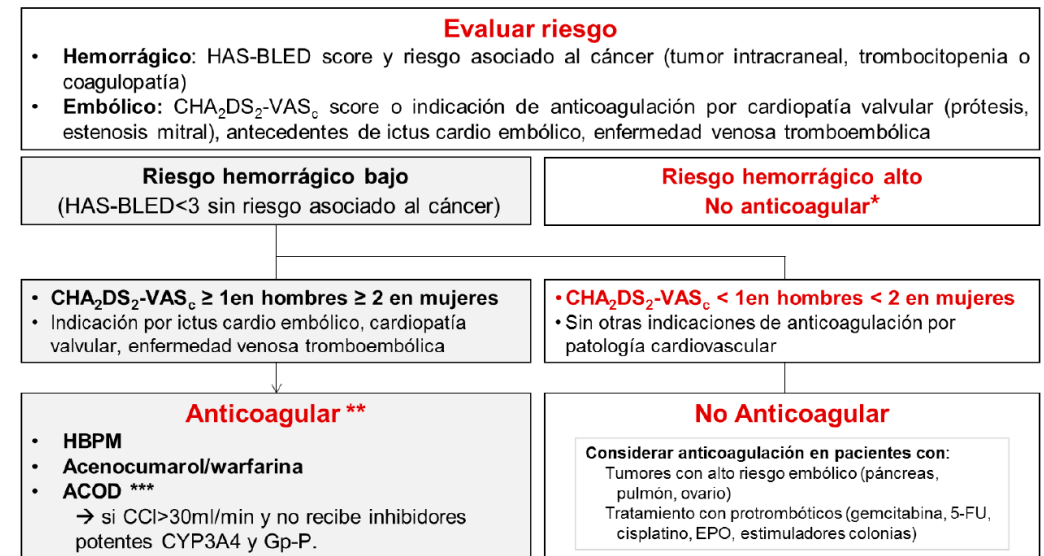 Evaluar riesgo
• Hemorrágico: HAS-BLED score y riesgo asociado al cáncer (tumor intracraneal, trombocitopenia o
coagulopatía)
• Embólico: CHA2DS2-VASc score o indicación de anticoagulación por cardiopatía valvular (prótesis,
estenosis mitral), antecedentes de ictus cardio embólico, enfermedad venosa tromboembólica
Riesgo hemorrágico bajo
(HAS-BLED<3 sin riesgo asociado al cáncer)
Riesgo hemorrágico alto
No anticoagular*
• CHA2DS2-VASc ≥ 1en hombres ≥ 2 en mujeres
• Indicación por ictus cardio embólico, cardiopatía
valvular, enfermedad venosa tromboembólica
• CHA2DS2-VASc < 1en hombres < 2 en mujeres
• Sin otras indicaciones de anticoagulación por
patología cardiovascular
Anticoagular **
• HBPM
• Acenocumarol/warfarina
• ACOD ***
→ si CCl>30ml/min y no recibe inhibidores
potentes CYP3A4 y Gp-P.
No Anticoagular
Considerar anticoagulación en pacientes con:
Tumores con alto riesgo embólico (páncreas,
pulmón, ovario)
Tratamiento con protrombóticos (gemcitabina, 5-FU,
cisplatino, EPO, estimuladores colonias)